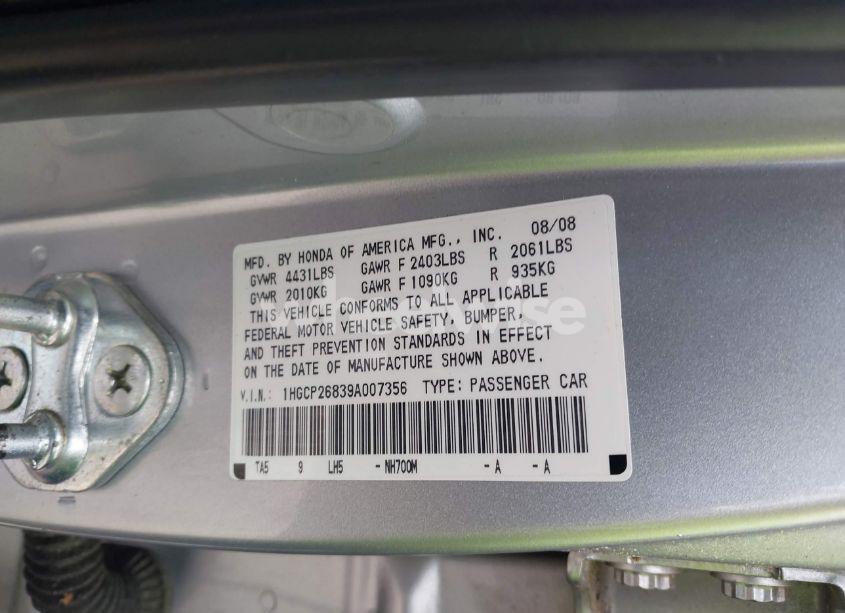 MFD. BY HONDA OF AMERICA MFG., INC. 08/08
GVWR 4431LBS GAWR F 2403LBS R 2061LBS
GVWR 2010KG GAWR F 1090KG R 935KG
THIS VEHICLE CONFORMS TO ALL APPLICABLE
FEDERAL MOTOR VEHICLE SAFETY, BUMPER,
AND THEFT PREVENTION STANDARDS IN EFFECT
ON THE DATE OF MANUFACTURE SHOWN ABOVE.
V.I.N.: 1HGCP26839A007356 TYPE: PASSENGER CAR
TA5 9 LH5 -NH700M -A -A